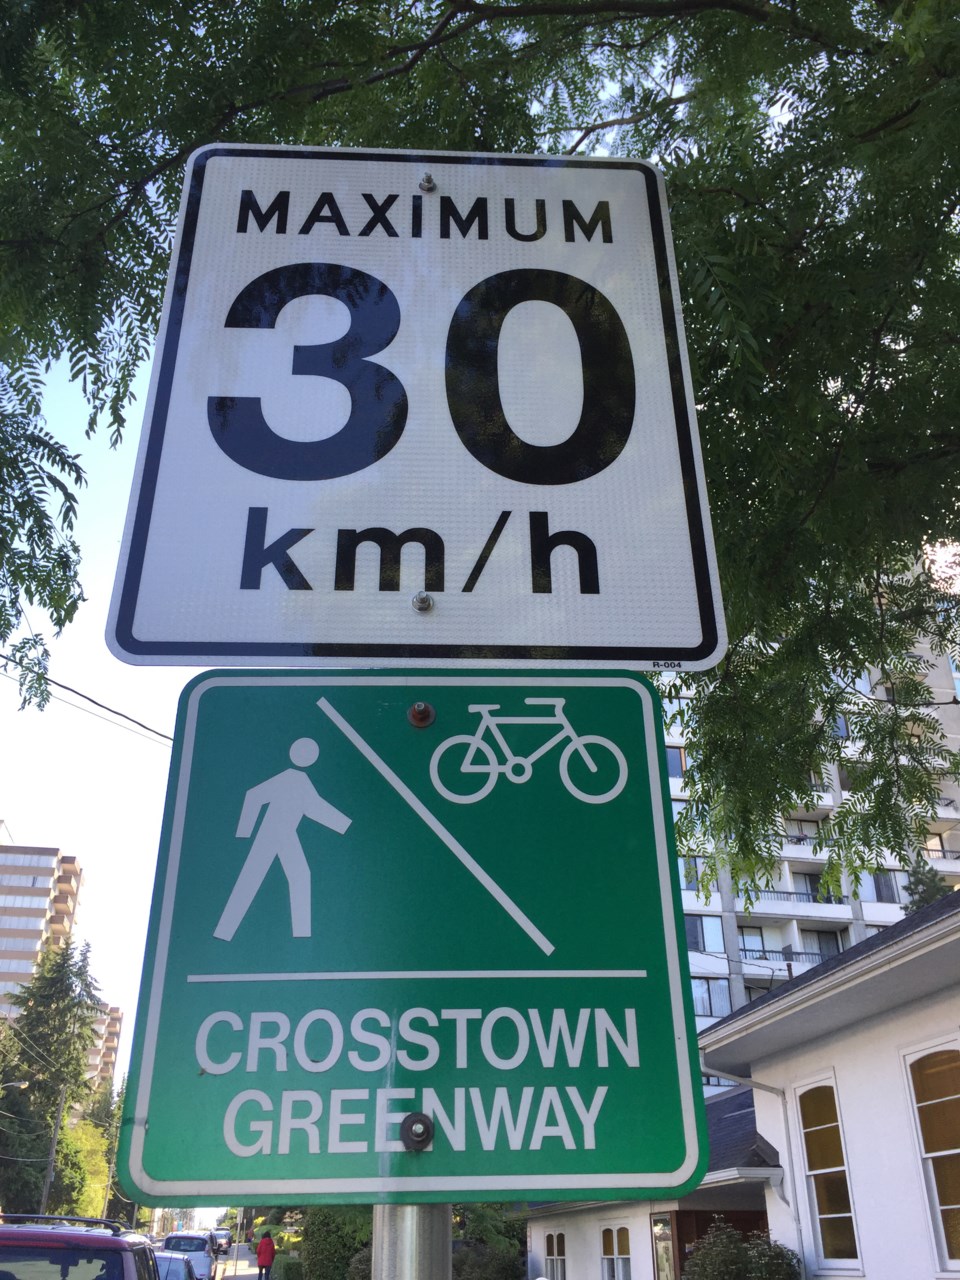 MAXIMUM
30
km/h
R-004
CROSSTOWN
GREENWAY